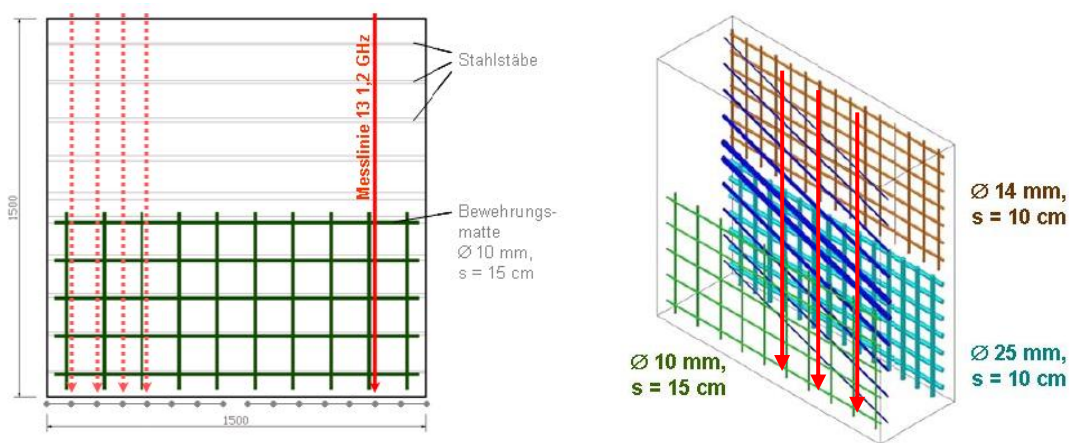 1500
Messlinie 13 1,2 GHz
Stahlstäbe
Bewehrungs-
matte
Ø 10 mm,
s = 15 cm
1500
Ø 14 mm,
s = 10 cm
Ø 25 mm,
s = 10 cm
Ø 10 mm,
s = 15 cm